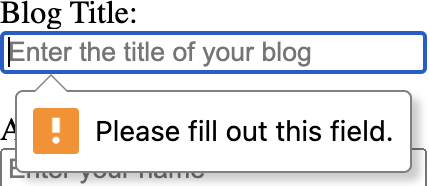 Blog Title:
Enter the title of your blog
Please fill out this field.
Enter your name